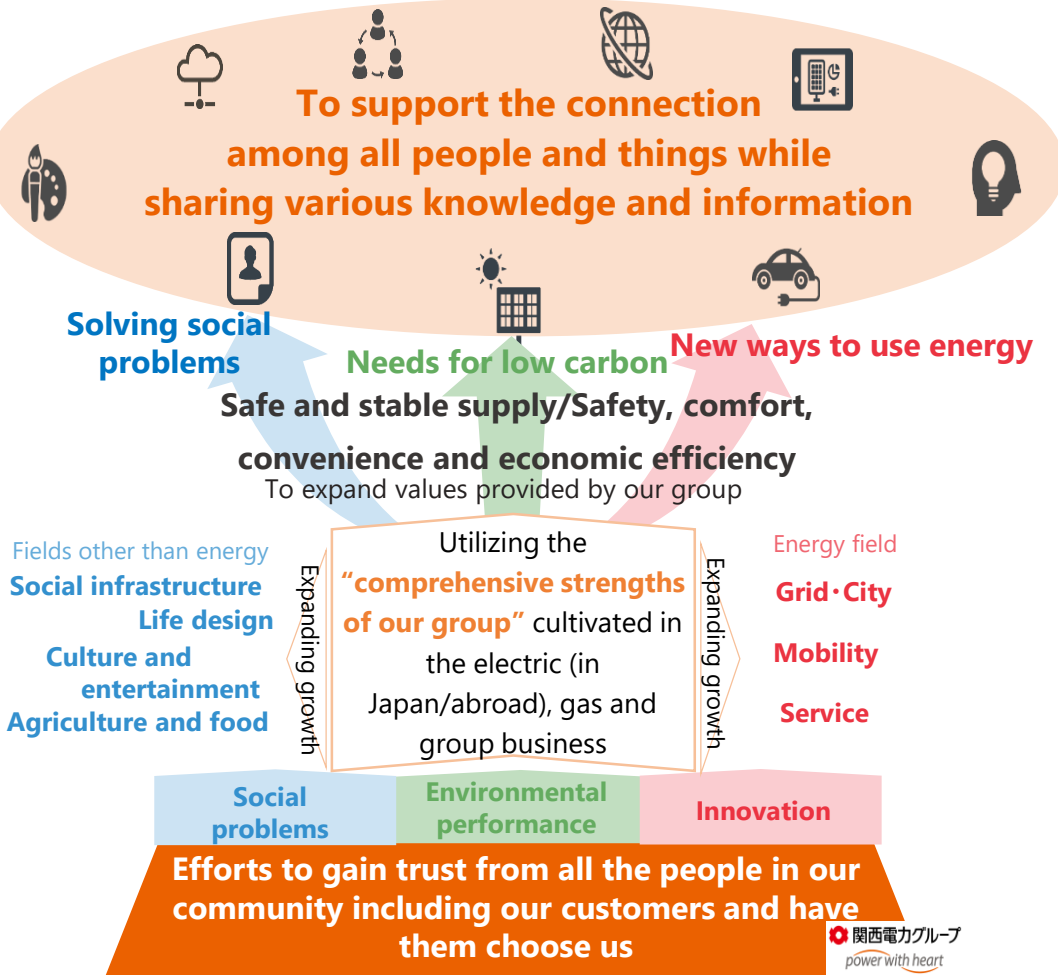 To support the connection
among all people and things while
sharing various knowledge and information
Solving social
problems
Needs for low carbon
New ways to use energy
Safe and stable supply/Safety, comfort,
convenience and economic efficiency
To expand values provided by our group
Fields other than energy
Social infrastructure
Life design
Culture and
entertainment
Agriculture and food
Expanding growth
Utilizing the
“comprehensive strengths
of our group” cultivated in
the electric (in
Japan/abroad), gas and
group business
Expanding growth
Energy field
Grid・City
Mobility
Service
Social
problems
Environmental
performance
Innovation
Efforts to gain trust from all the people in our
community including our customers and have
them choose us
関西電力グループ
power with heart